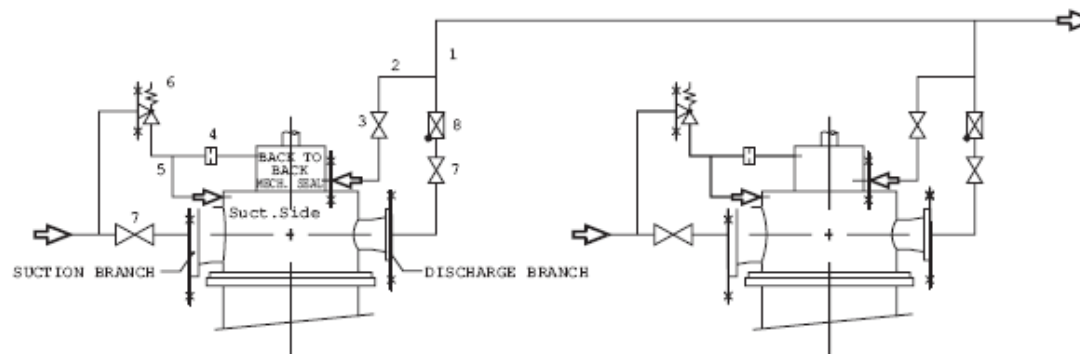 1
2
6
3
8
4
BACK TO
BACK
MECH. SEAL
5
7
Suct.Side
7
SUCTION BRANCH
DISCHARGE BRANCH